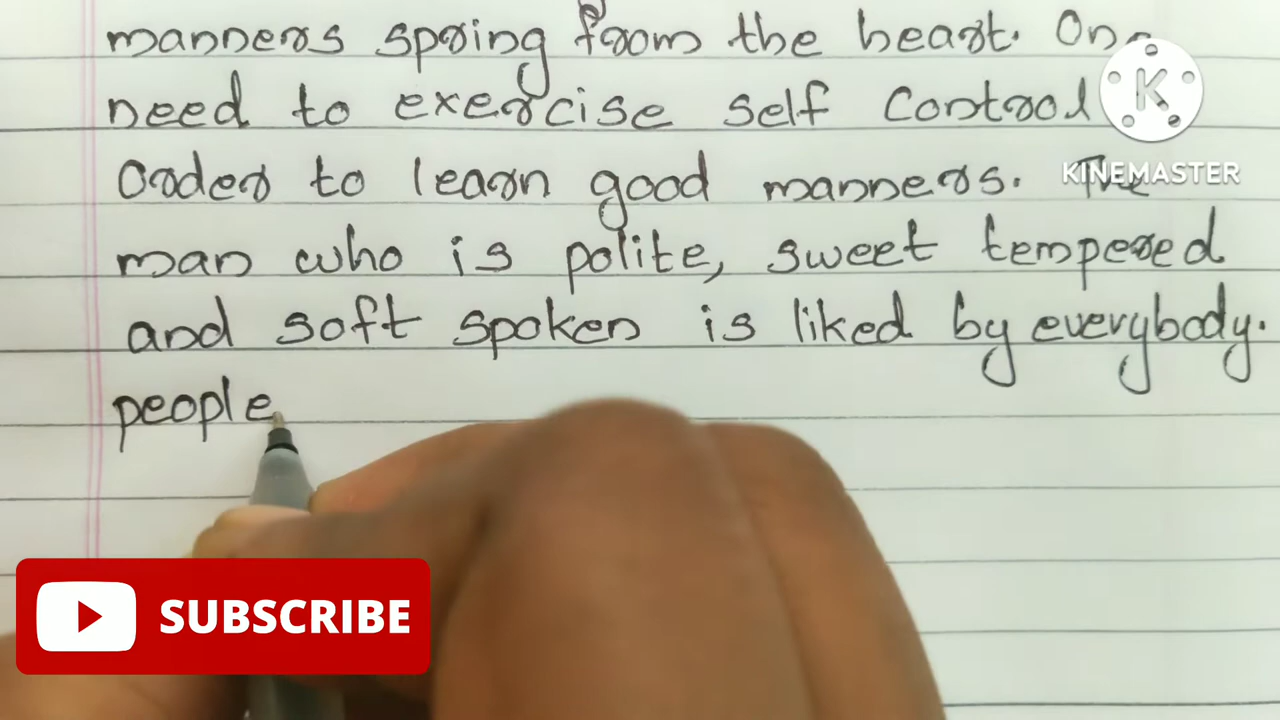 manners spring from the heart. On
need to exercise self control
order to learn good manners. The
man who is polite, sweet tempered
and soft spoken is liked by everybody.
people
KINEMASTER
SUBSCRIBE